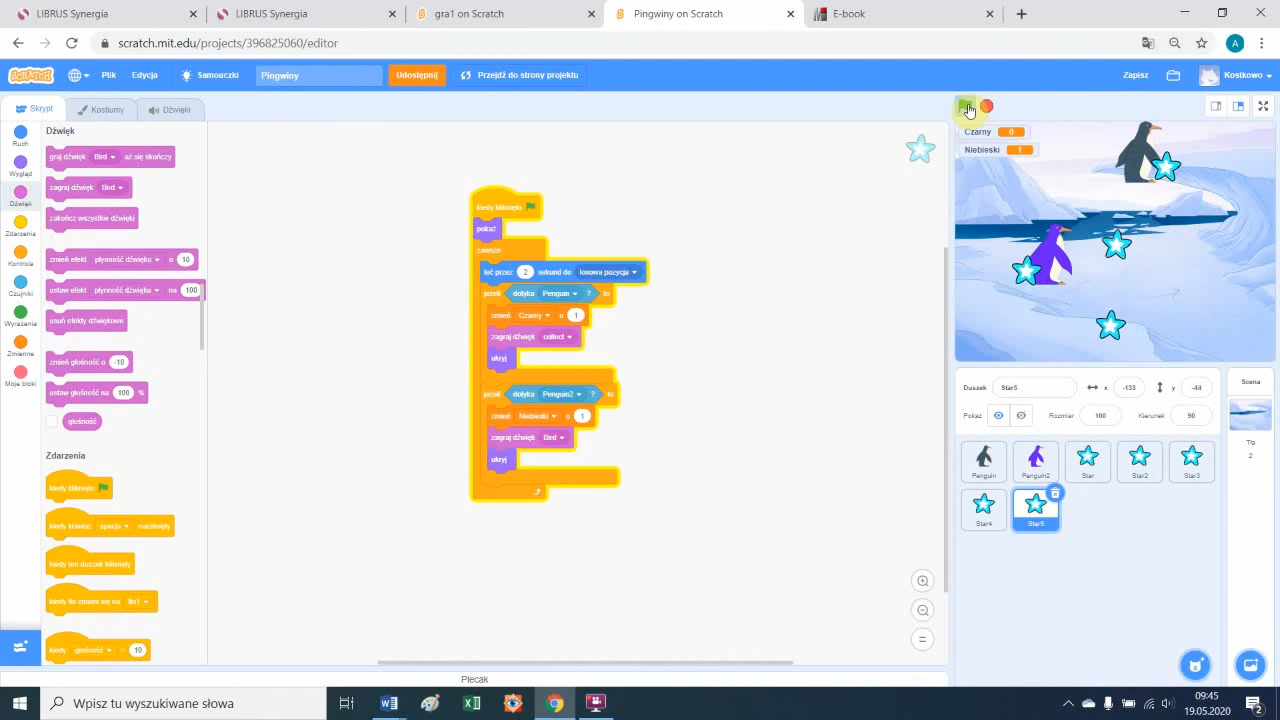 LIBRUS Synergia
LIBRUS Synergia
gra1 on Scratch
Pingwiny on Scratch
E-book
scratch.mit.edu/projects/396825060/editor
A
SCRATCH
Plik
Edycja
Samouczki
Pingwiny
Udostępnij
Przejdź do strony projektu
Zapisz
Kostkowo
Skrypt
Kostiumy
Dźwięki
Ruch
Wygląd
Dźwięk
Zdarzenia
Kontrola
Czujniki
Wyrażenia
Zmienne
Moje bloki
Dźwięk
graj dźwięk Bird aż się skończy
zagraj dźwięk Bird
zakończ wszystkie dźwięki
zmień efekt płynność dźwięku o 10
ustaw efekt płynność dźwięku na 100
usuń efekty dźwiękowe
zmień głośność o -10
ustaw głośność na 100 %
głośność
Zdarzenia
kiedy kliknięto
kiedy klawisz spacja naciśnięty
kiedy ten duszek kliknięty
kiedy tło zmieni się na tło1
kiedy głośność > 10
kiedy kliknięto
pokaż
zawsze
leć przez 2 sekund do losowa pozycja
jeżeli dotyka Penguin ? to
zmień Czarny o 1
zagraj dźwięk collect
ukryj
jeżeli dotyka Penguin2 ? to
zmień Niebieski o 1
zagraj dźwięk Bird
ukryj
Czarny 0
Niebieski 1
Duszek Star5 x -133 y -44
Pokaż Rozmiar 100 Kierunek 90
Penguin
Penguin2
Star
Star2
Star3
Star4
Star5
Scena
Tła
2
Plecak
Wpisz tu wyszukiwane słowa
09:45
19.05.2020
2